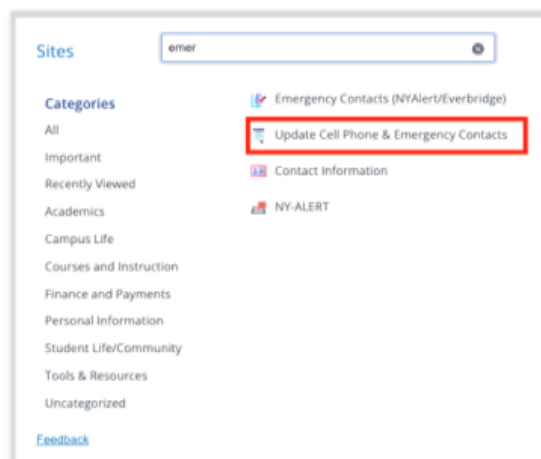 Sites
emer
Categories
All
Important
Recently Viewed
Academics
Campus Life
Courses and Instruction
Finance and Payments
Personal Information
Student Life/Community
Tools & Resources
Uncategorized
Feedback
Emergency Contacts (NYAlert/Everbridge)
Update Cell Phone & Emergency Contacts
Contact Information
NY-ALERT